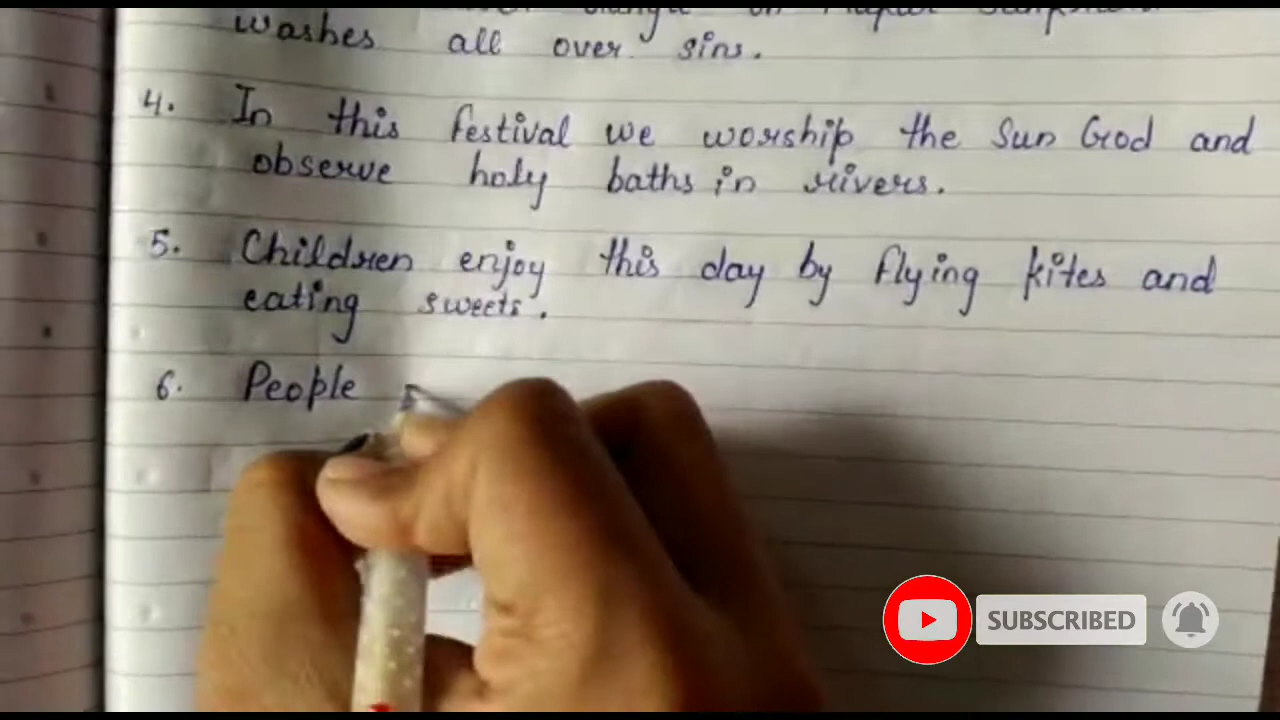 washes all over sins.
4. In this festival we worship the Sun God and
observe holy baths in rivers.
5. Children enjoy this day by flying kites and
eating sweets.
6. People
SUBSCRIBED